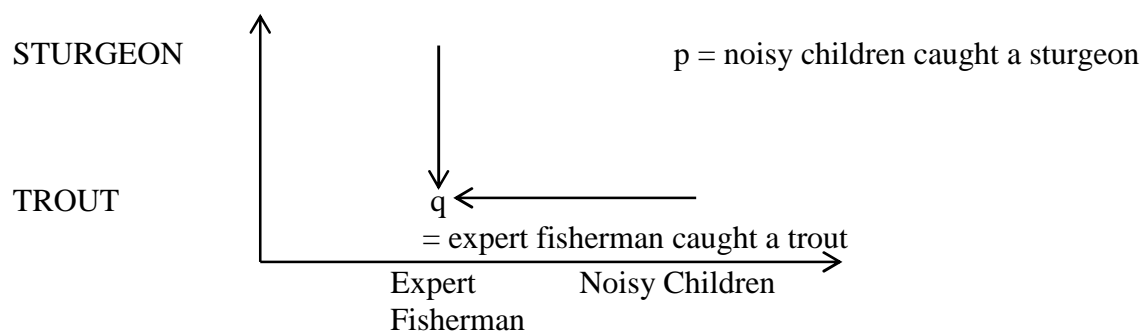 STURGEON p = noisy children caught a sturgeon
TROUT q
= expert fisherman caught a trout
Expert Noisy Children
Fisherman